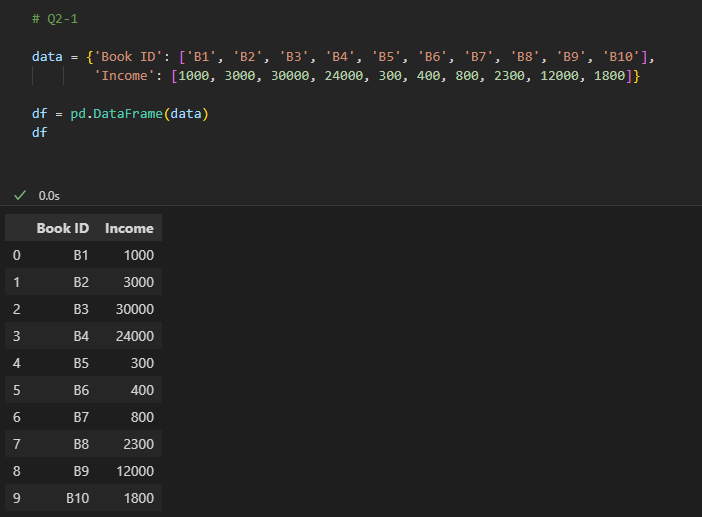 # Q2-1
data = {'Book ID': ['B1', 'B2', 'B3', 'B4', 'B5', 'B6', 'B7', 'B8', 'B9', 'B10'],
'Income': [1000, 3000, 30000, 24000, 300, 400, 800, 2300, 12000, 1800]}
df = pd.DataFrame(data)
df
0.0s
Book ID Income
0 B1 1000
1 B2 3000
2 B3 30000
3 B4 24000
4 B5 300
5 B6 400
6 B7 800
7 B8 2300
8 B9 12000
9 B10 1800